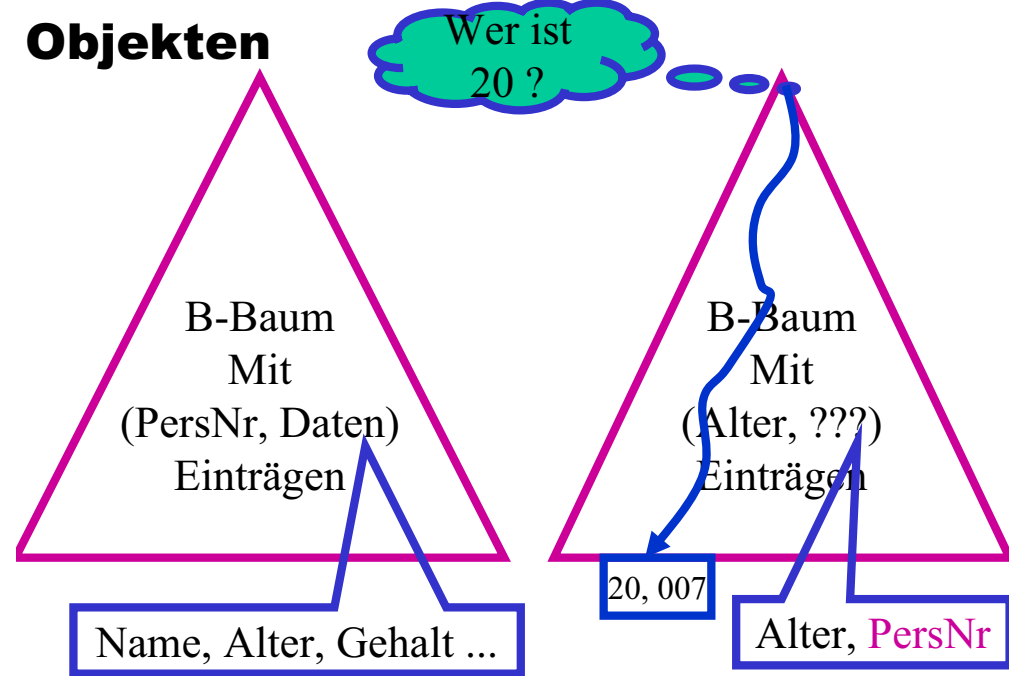 Objekten
Wer ist
20 ?
B-Baum
Mit
(PersNr, Daten)
Einträgen
Name, Alter, Gehalt ...
B-Baum
Mit
(Alter, ???)
Einträgen
20, 007
Alter, PersNr